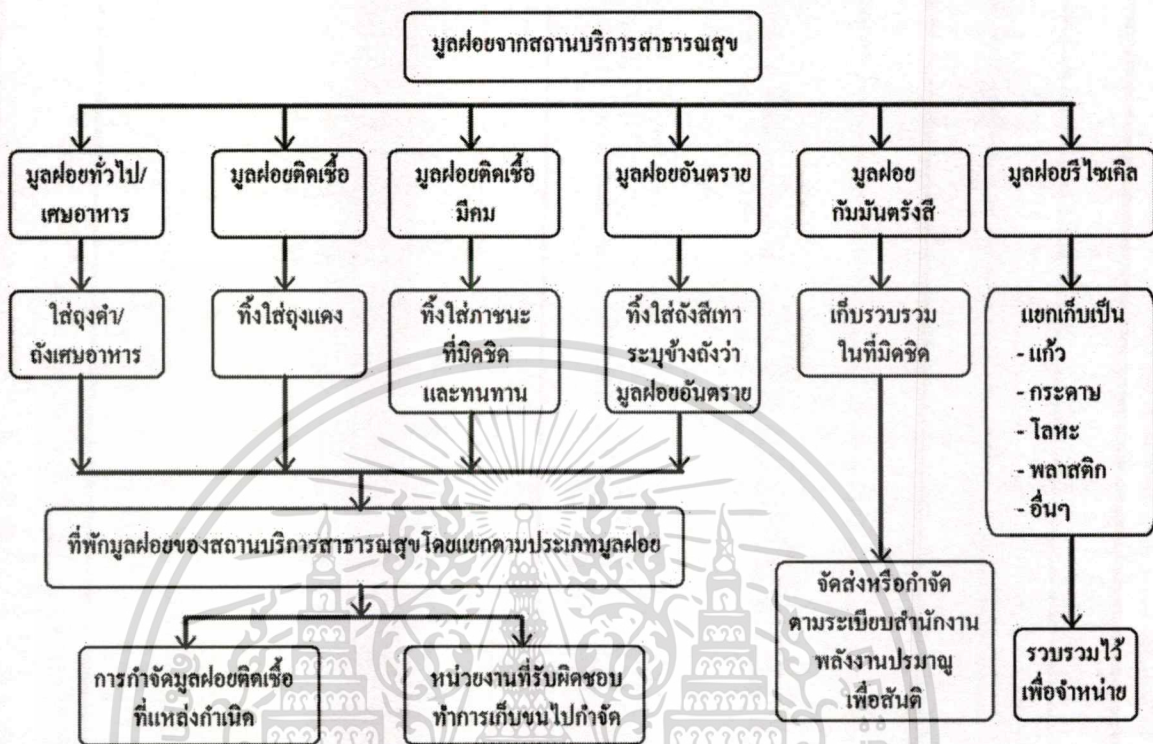 มูลฝอยจากสถานบริการสาธารณสุข
มูลฝอยทั่วไป/
เศษอาหาร
มูลฝอยติดเชื้อ
มูลฝอยติดเชื้อ
มีคม
มูลฝอยอันตราย
มูลฝอย
กัมมันตรังสี
มูลฝอยรีไซเคิล
ใส่ถุงดำ/
ถังเศษอาหาร
ทิ้งใส่ถุงแดง
ทิ้งใส่ภาชนะ
ที่มิดชิด
และทนทาน
ทิ้งใส่ถังสีเทา
ระบุข้างถังว่า
มูลฝอยอันตราย
เก็บรวบรวม
ในที่มิดชิด
แยกเก็บเป็น
- แก้ว
- กระดาษ
- โลหะ
- พลาสติก
- อื่นๆ
ที่พักมูลฝอยของสถานบริการสาธารณสุขโดยแยกตามประเภทมูลฝอย
การกำจัดมูลฝอยติดเชื้อ
ที่แหล่งกำเนิด
หน่วยงานที่รับผิดชอบ
ทำการเก็บขนไปกำจัด
จัดส่งหรือกำจัด
ตามระเบียบสำนักงาน
พลังงานปรมาณู
เพื่อสันติ
รวบรวมไว้
เพื่อจำหน่าย